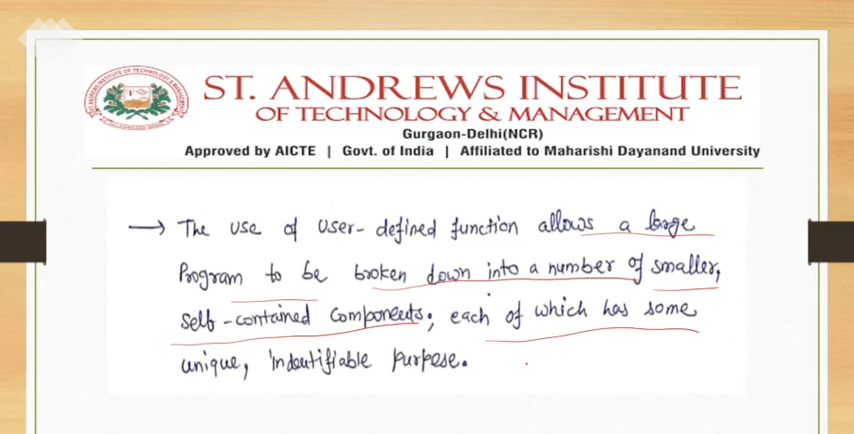 ST. ANDREWS INSTITUTE
OF TECHNOLOGY & MANAGEMENT
Gurgaon-Delhi(NCR)
Approved by AICTE | Govt. of India | Affiliated to Maharishi Dayanand University
→ The use of user-defined function allows a large
Program to be broken down into a number of smaller,
self-contained components; each of which has some
unique, indentifiable purpose.